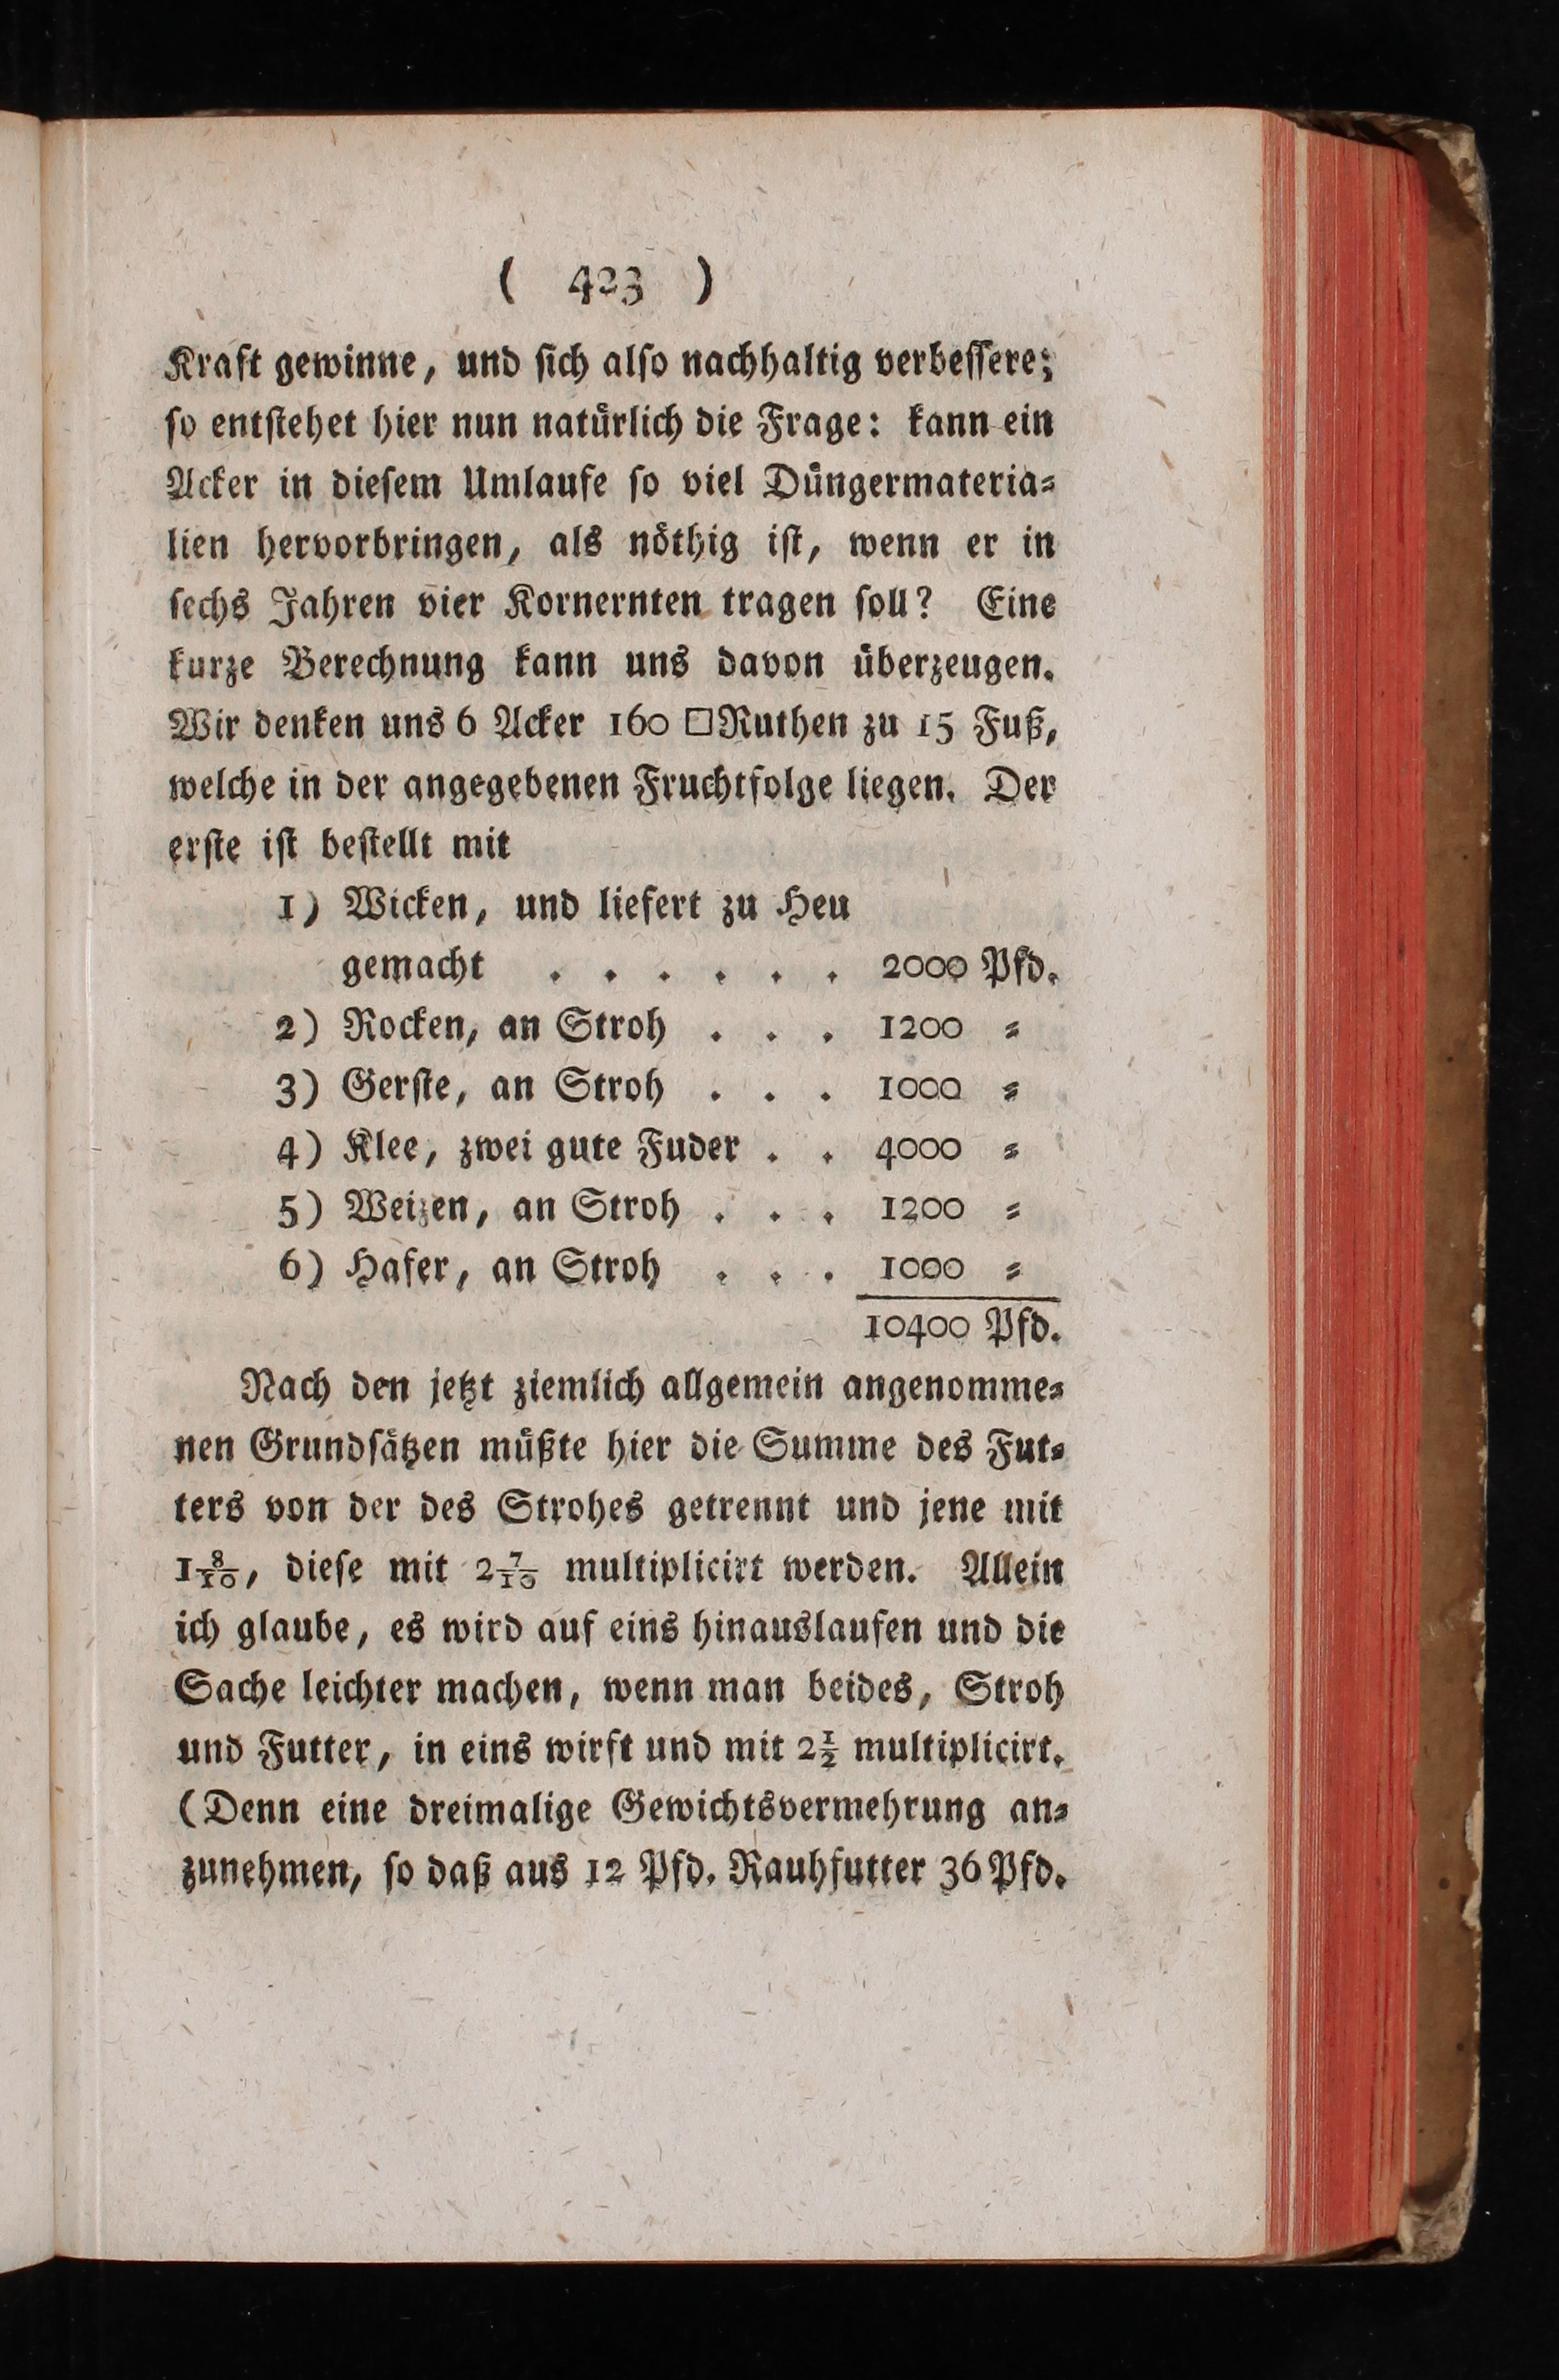 ( 423 )
Kraft gewinne, und ſich alſo nachhaltig verbeſſere;
ſo entſtehet hier nun natürlich die Frage: kann ein
Acker in dieſem Umlaufe ſo viel Düngermateria⸗
lien hervorbringen, als nöthig iſt, wenn er in
ſechs Jahren vier Kornernten tragen ſoll? Eine
kurze Berechnung kann uns davon überzeugen.
Wir denken uns 6 Acker 160 □Ruthen zu 15 Fuß,
welche in der angegebenen Fruchtfolge liegen. Der
erſte iſt beſtellt mit
1) Wicken, und liefert zu Heu
gemacht . . . . . . 2000 Pfd.
2) Rocken, an Stroh . . . 1200 ⸗
3) Gerſte, an Stroh . . . 1000 ⸗
4) Klee, zwei gute Fuder . . 4000 ⸗
5) Weizen, an Stroh . . . 1200 ⸗
6) Hafer, an Stroh . . . 1000 ⸗
10400 Pfd.
Nach den jetzt ziemlich allgemein angenomme⸗
nen Grundſätzen müßte hier die Summe des Fut⸗
ters von der des Strohes getrennt und jene mit
1 8/10, dieſe mit 2 7/10 multiplicirt werden. Allein
ich glaube, es wird auf eins hinauslaufen und die
Sache leichter machen, wenn man beides, Stroh
und Futter, in eins wirft und mit 2½ multiplicirt.
(Denn eine dreimalige Gewichtsvermehrung an⸗
zunehmen, ſo daß aus 12 Pfd. Rauhfutter 36 Pfd.